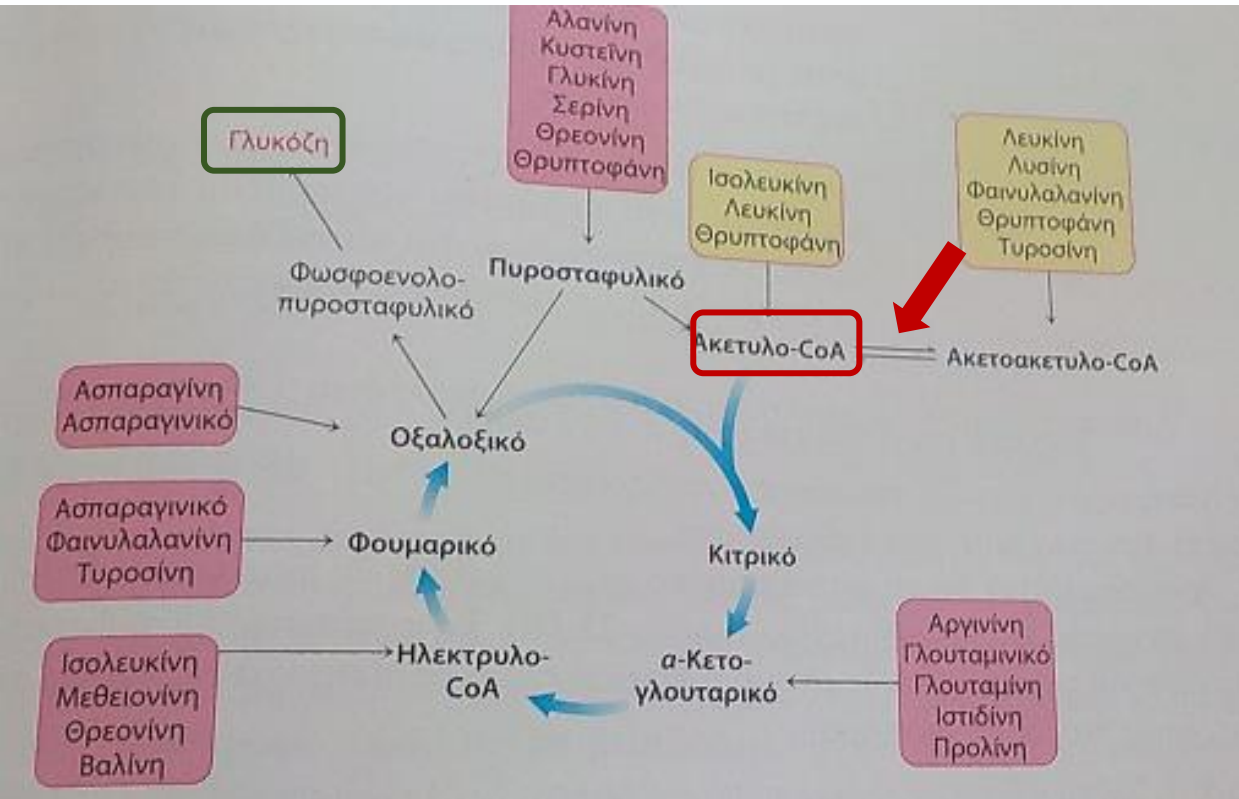 Αλανίνη
Κυστεΐνη
Γλυκίνη
Σερίνη
Θρεονίνη
Θρυπτοφάνη
Γλυκόζη
Ισολευκίνη
Λευκίνη
Θρυπτοφάνη
Λευκίνη
Λυσίνη
Φαινυλαλανίνη
Θρυπτοφάνη
Τυροσίνη
Φωσφοενολο-
πυροσταφυλικό
Πυροσταφυλικό
Ακετυλο-CoA
Ακετοακετυλο-CoA
Ασπαραγίνη
Ασπαραγινικό
Οξαλοξικό
Ασπαραγινικό
Φαινυλαλανίνη
Τυροσίνη
Φουμαρικό
Κιτρικό
Ισολευκίνη
Μεθειονίνη
Θρεονίνη
Βαλίνη
Ηλεκτρυλο-
CoA
α-Κετο-
γλουταρικό
Αργινίνη
Γλουταμινικό
Γλουταμίνη
Ιστιδίνη
Προλίνη